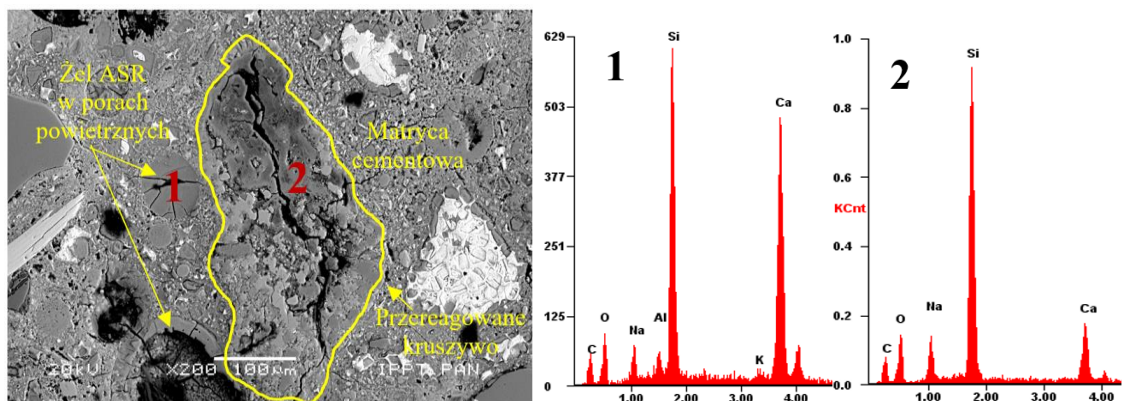 Żel ASR
w porach
powietrznych
1
2
Matryca
cementowa
Przereagowane
kruszywo
20kV
X200
100µm
IPPT PAN
1
629
503
377
251
125
0
C
O
Na
Al
Si
K
Ca
1.00
2.00
3.00
4.00
2
1.0
0.8
0.6
KCnt
0.4
0.2
0.0
C
O
Na
Si
Ca
1.00
2.00
3.00
4.00